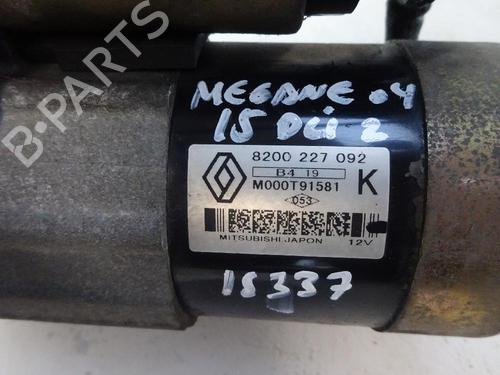 MEGANE 04
15 DCi 2
8200 227 092
B4 19
M000T91581 K
D53
MITSUBISHI JAPON 12V
15337
B-PARTS